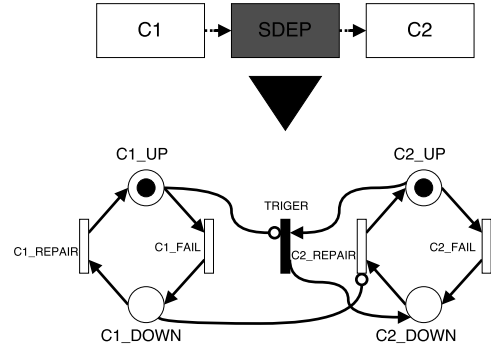 C1
SDEP
C2
C1_UP
C2_UP
TRIGER
C1_REPAIR
C1_FAIL
C2_REPAIR
C2_FAIL
C1_DOWN
C2_DOWN